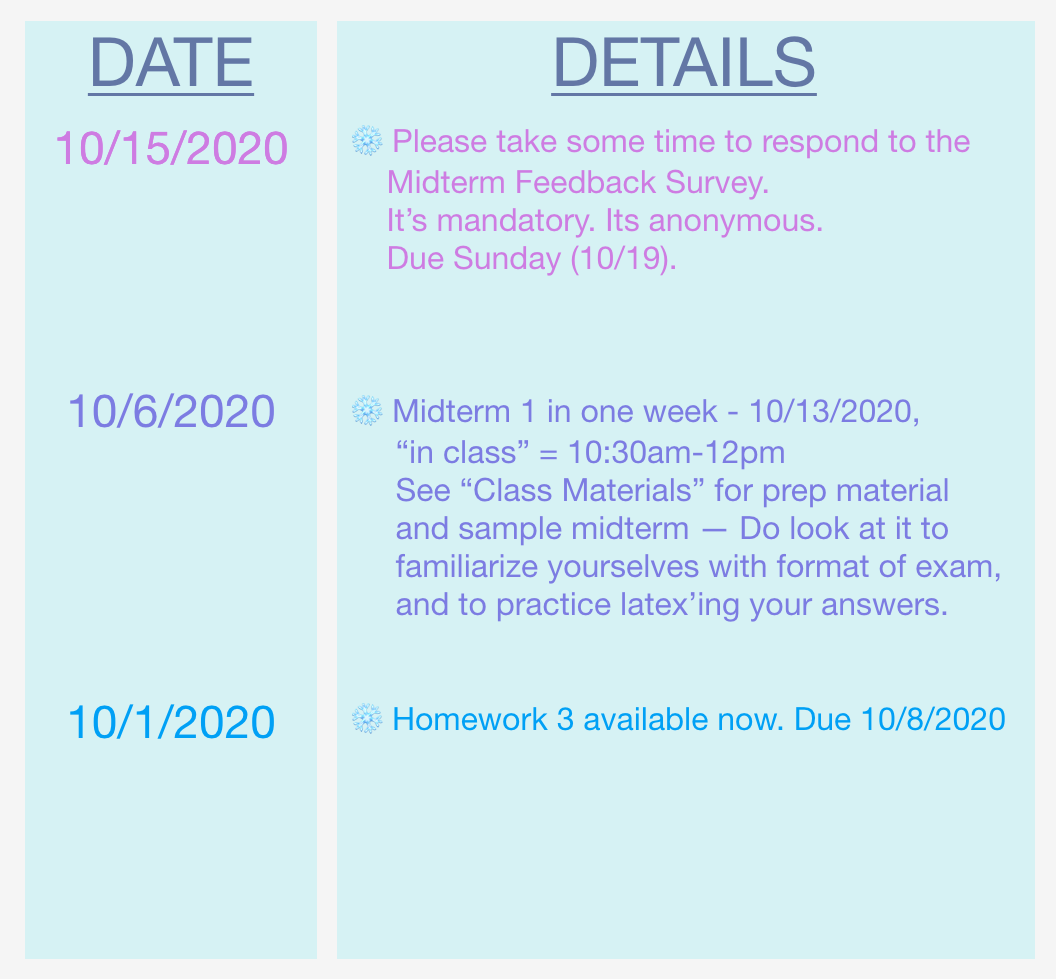 DATE
DETAILS
10/15/2020
Please take some time to respond to the
Midterm Feedback Survey.
It’s mandatory. Its anonymous.
Due Sunday (10/19).
10/6/2020
Midterm 1 in one week - 10/13/2020,
“in class” = 10:30am-12pm
See “Class Materials” for prep material
and sample midterm — Do look at it to
familiarize yourselves with format of exam,
and to practice latex’ing your answers.
10/1/2020
Homework 3 available now. Due 10/8/2020